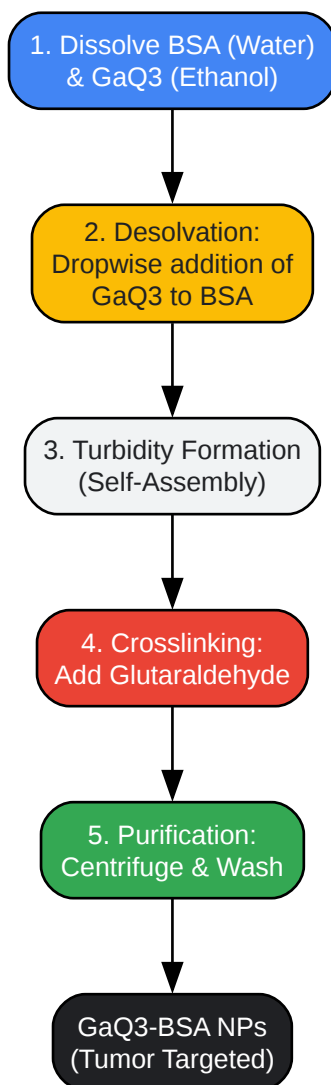 1. Dissolve BSA (Water)
& GaQ3 (Ethanol)
2. Desolvation:
Dropwise addition of
GaQ3 to BSA
3. Turbidity Formation
(Self-Assembly)
4. Crosslinking:
Add Glutaraldehyde
5. Purification:
Centrifuge & Wash
GaQ3-BSA NPs
(Tumor Targeted)